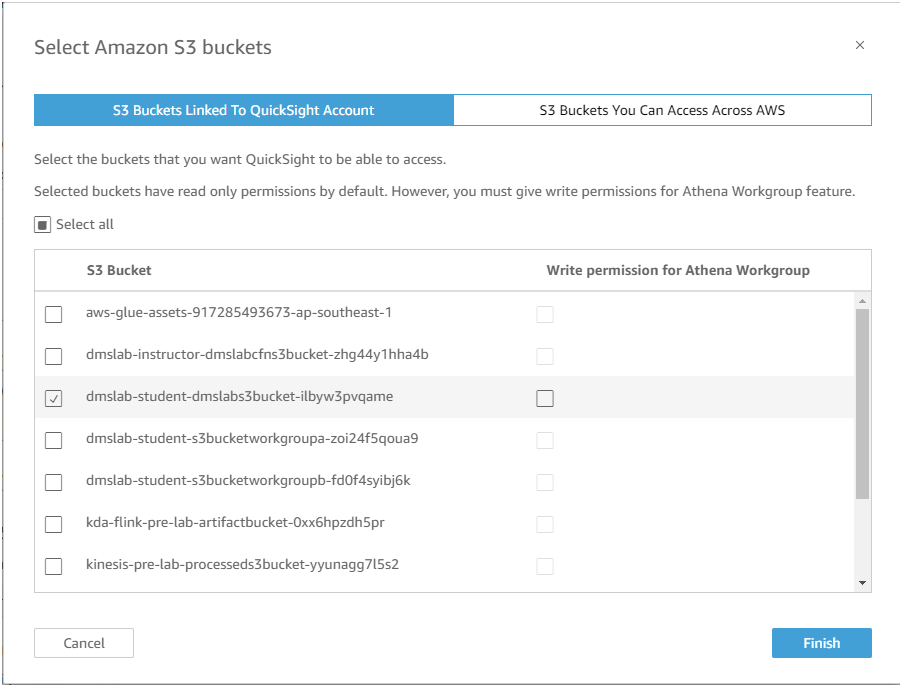 Select Amazon S3 buckets
S3 Buckets Linked To QuickSight Account
S3 Buckets You Can Access Across AWS
Select the buckets that you want QuickSight to be able to access.
Selected buckets have read only permissions by default. However, you must give write permissions for Athena Workgroup feature.
Select all
S3 Bucket
Write permission for Athena Workgroup
aws-glue-assets-917285493673-ap-southeast-1
dmslab-instructor-dmslabcfns3bucket-zhg44y1hha4b
dmslab-student-dmslabs3bucket-ilbyw3pvqame
dmslab-student-s3bucketworkgroupa-zoi24f5qoua9
dmslab-student-s3bucketworkgroupb-fd0f4syibj6k
kda-flink-pre-lab-artifactbucket-0xx6hpzdh5pr
kinesis-pre-lab-processeds3bucket-yyunagg7l5s2
Cancel
Finish